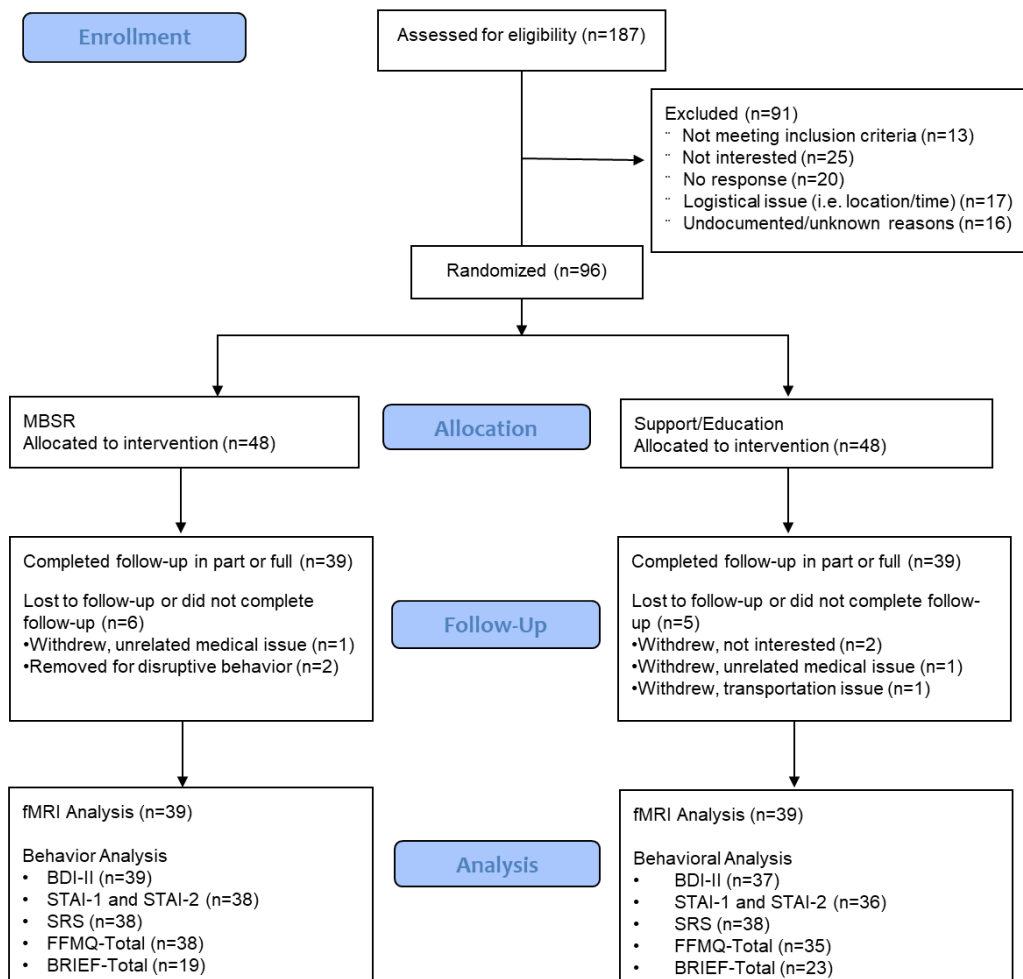 Enrollment
Assessed for eligibility (n=187)
Excluded (n=91)
¨ Not meeting inclusion criteria (n=13)
¨ Not interested (n=25)
¨ No response (n=20)
¨ Logistical issue (i.e. location/time) (n=17)
¨ Undocumented/unknown reasons (n=16)
Randomized (n=96)
MBSR
Allocated to intervention (n=48)
Allocation
Support/Education
Allocated to intervention (n=48)
Completed follow-up in part or full (n=39)
Lost to follow-up or did not complete
follow-up (n=6)
•Withdrew, unrelated medical issue (n=1)
•Removed for disruptive behavior (n=2)
Follow-Up
Completed follow-up in part or full (n=39)
Lost to follow-up or did not complete follow-
up (n=5)
•Withdrew, not interested (n=2)
•Withdrew, unrelated medical issue (n=1)
•Withdrew, transportation issue (n=1)
fMRI Analysis (n=39)
Behavior Analysis
• BDI-II (n=39)
• STAI-1 and STAI-2 (n=38)
• SRS (n=38)
• FFMQ-Total (n=38)
• BRIEF-Total (n=19)
Analysis
fMRI Analysis (n=39)
Behavioral Analysis
• BDI-II (n=37)
• STAI-1 and STAI-2 (n=36)
• SRS (n=38)
• FFMQ-Total (n=35)
• BRIEF-Total (n=23)